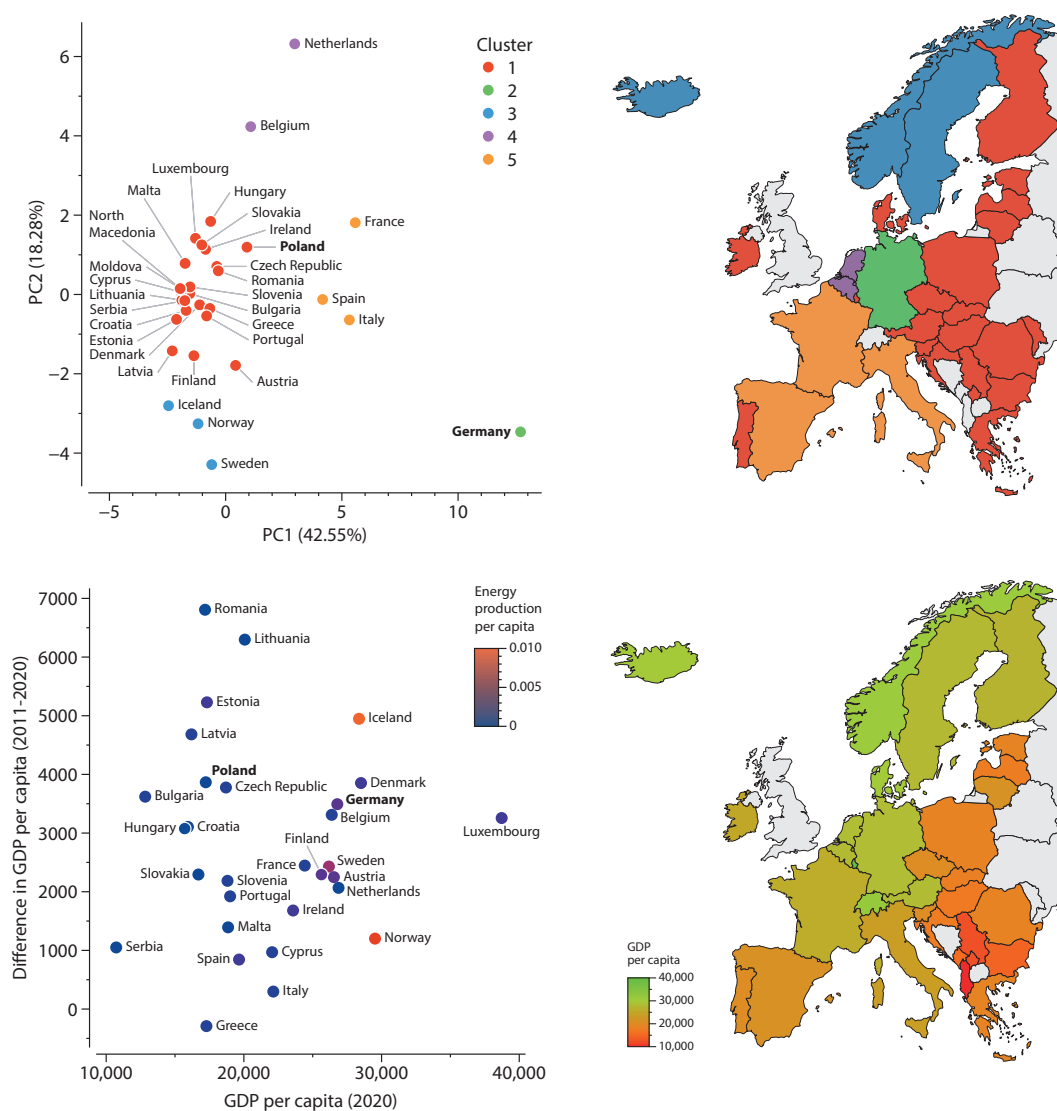 Netherlands
Belgium
Luxembourg
Malta
Hungary
North
Macedonia
Slovakia
Ireland
Poland
Moldova
Cyprus
Lithuania
Serbia
Croatia
Estonia
Denmark
Latvia
Czech Republic
Romania
Slovenia
Bulgaria
Greece
Portugal
Finland
Austria
Iceland
Norway
Sweden
France
Spain
Italy
Germany
Cluster
1
2
3
4
5
6
4
2
0
−2
−4
PC2 (18.28%)
−5
0
5
10
PC1 (42.55%)
7000
6000
5000
4000
3000
2000
1000
0
Difference in GDP per capita (2011-2020)
Romania
Lithuania
Estonia
Iceland
Latvia
Poland
Czech Republic
Denmark
Bulgaria
Germany
Belgium
Hungary
Croatia
Luxembourg
Finland
France
Sweden
Slovakia
Austria
Slovenia
Netherlands
Portugal
Ireland
Malta
Norway
Serbia
Cyprus
Spain
Italy
Greece
Energy
production
per capita
0.010
0.005
0
10,000
20,000
30,000
40,000
GDP per capita (2020)
GDP
per capita
40,000
30,000
20,000
10,000